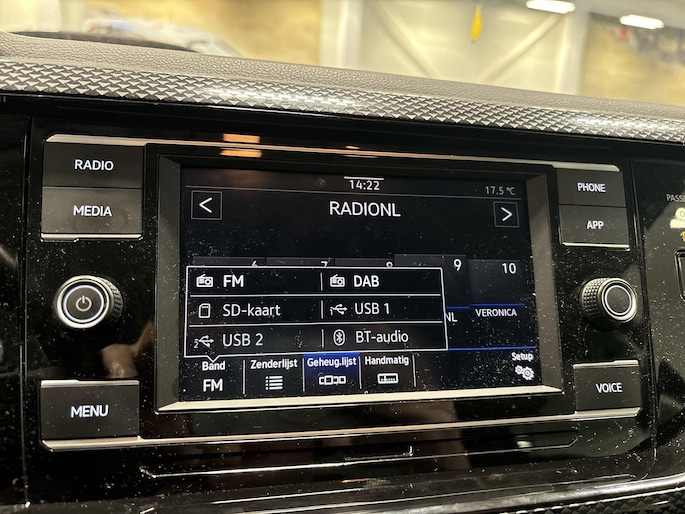 14:22
17.5 °C
RADIO
PHONE
PASSE
RADIONL
MEDIA
APP
9
10
FM
DAB
SD-kaart
USB 1
NL
VERONICA
USB 2
BT-audio
Band
Zenderlijst
Geheug.lijst
Handmatig
Setup
FM
MENU
VOICE